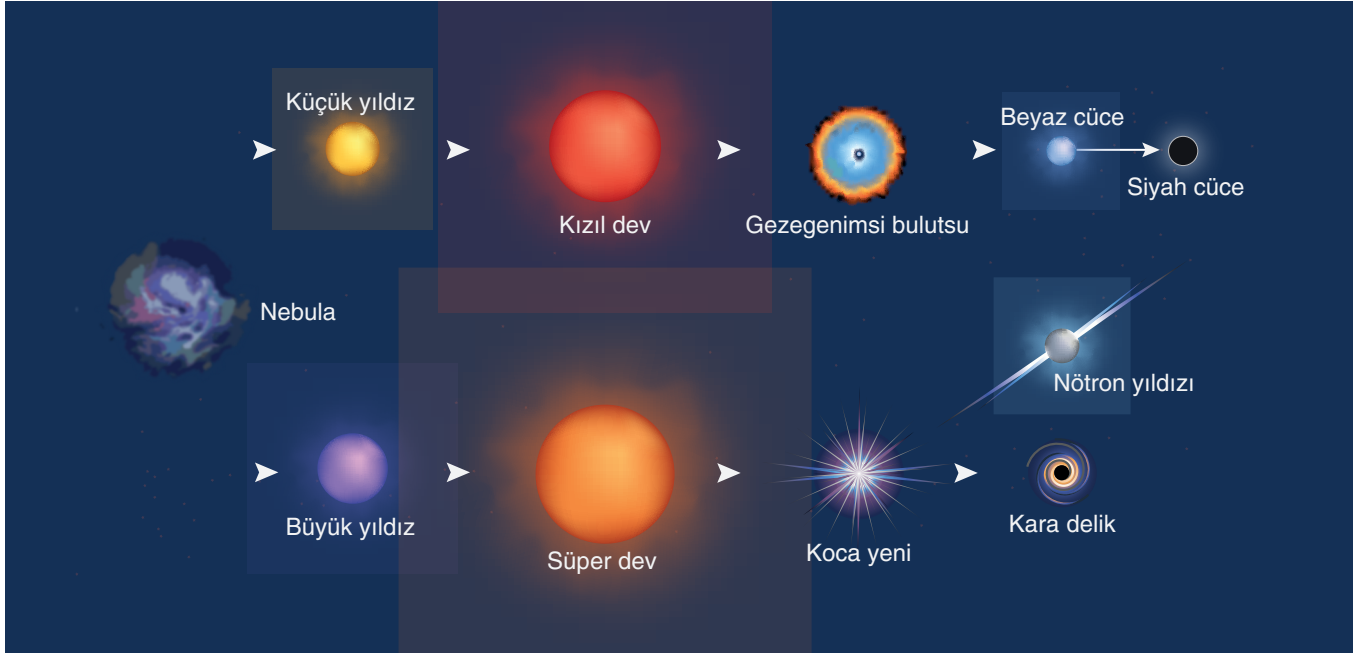 Küçük yıldız
Kızıl dev
Gezegenimsi bulutsu
Beyaz cüce
Siyah cüce
Nebula
Büyük yıldız
Süper dev
Koca yeni
Nötron yıldızı
Kara delik